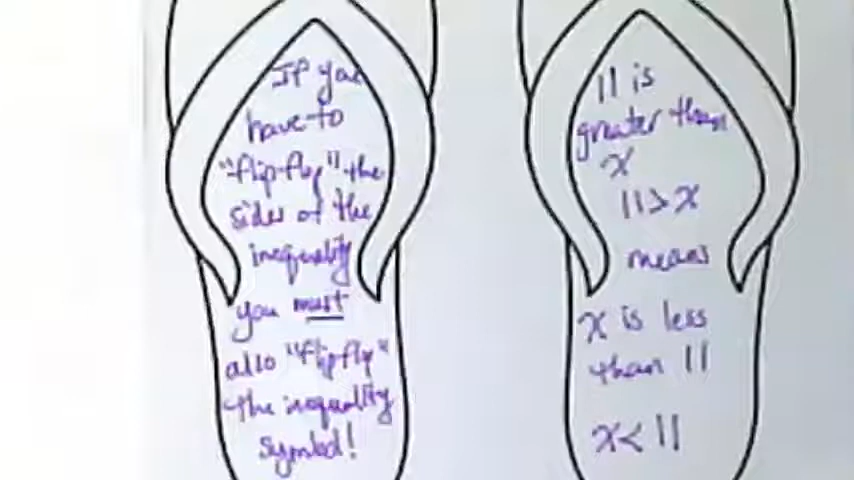 If you
have to
"flip-flop" the
sides of the
inequality
you must
also "flip-flop"
the inequality
symbol!
11 is
greater than
x
11 > x
means
x is less
than 11
x < 11